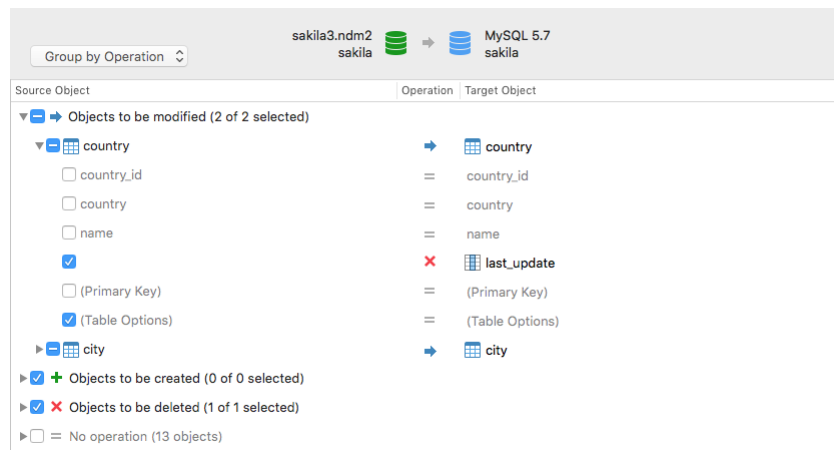 sakila3.ndm2 MySQL 5.7
Group by Operation sakila sakila
Source Object Operation Target Object
Objects to be modified (2 of 2 selected)
country country
country_id = country_id
country = country
name = name
last_update
(Primary Key) = (Primary Key)
(Table Options) = (Table Options)
city city
Objects to be created (0 of 0 selected)
Objects to be deleted (1 of 1 selected)
= No operation (13 objects)